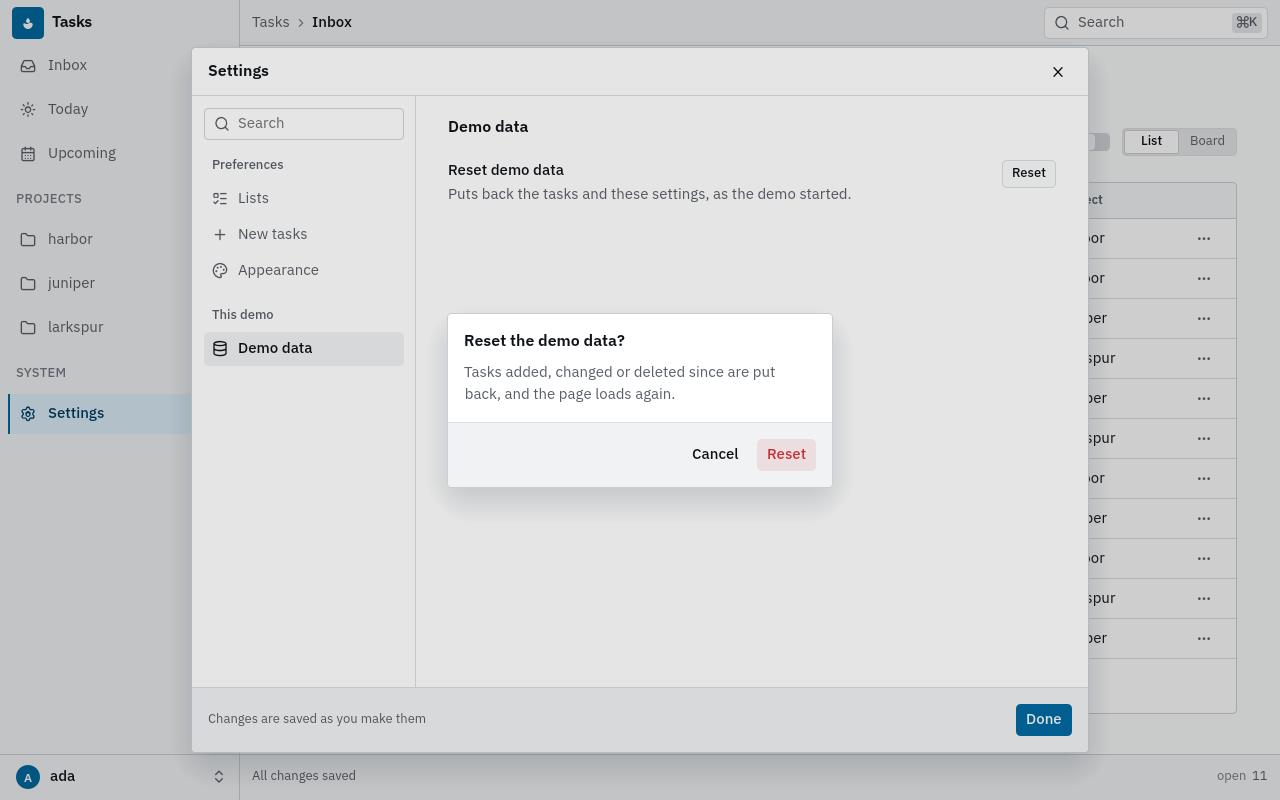 Tasks
Tasks > Inbox
Search
⌘K
Inbox
Today
Upcoming
PROJECTS
harbor
juniper
larkspur
SYSTEM
Settings
Settings
Search
Preferences
Lists
New tasks
Appearance
This demo
Demo data
Demo data
Reset demo data
Puts back the tasks and these settings, as the demo started.
Reset
List
Board
Reset the demo data?
Tasks added, changed or deleted since are put
back, and the page loads again.
Cancel
Reset
Changes are saved as you make them
Done
A
ada
All changes saved
open 11